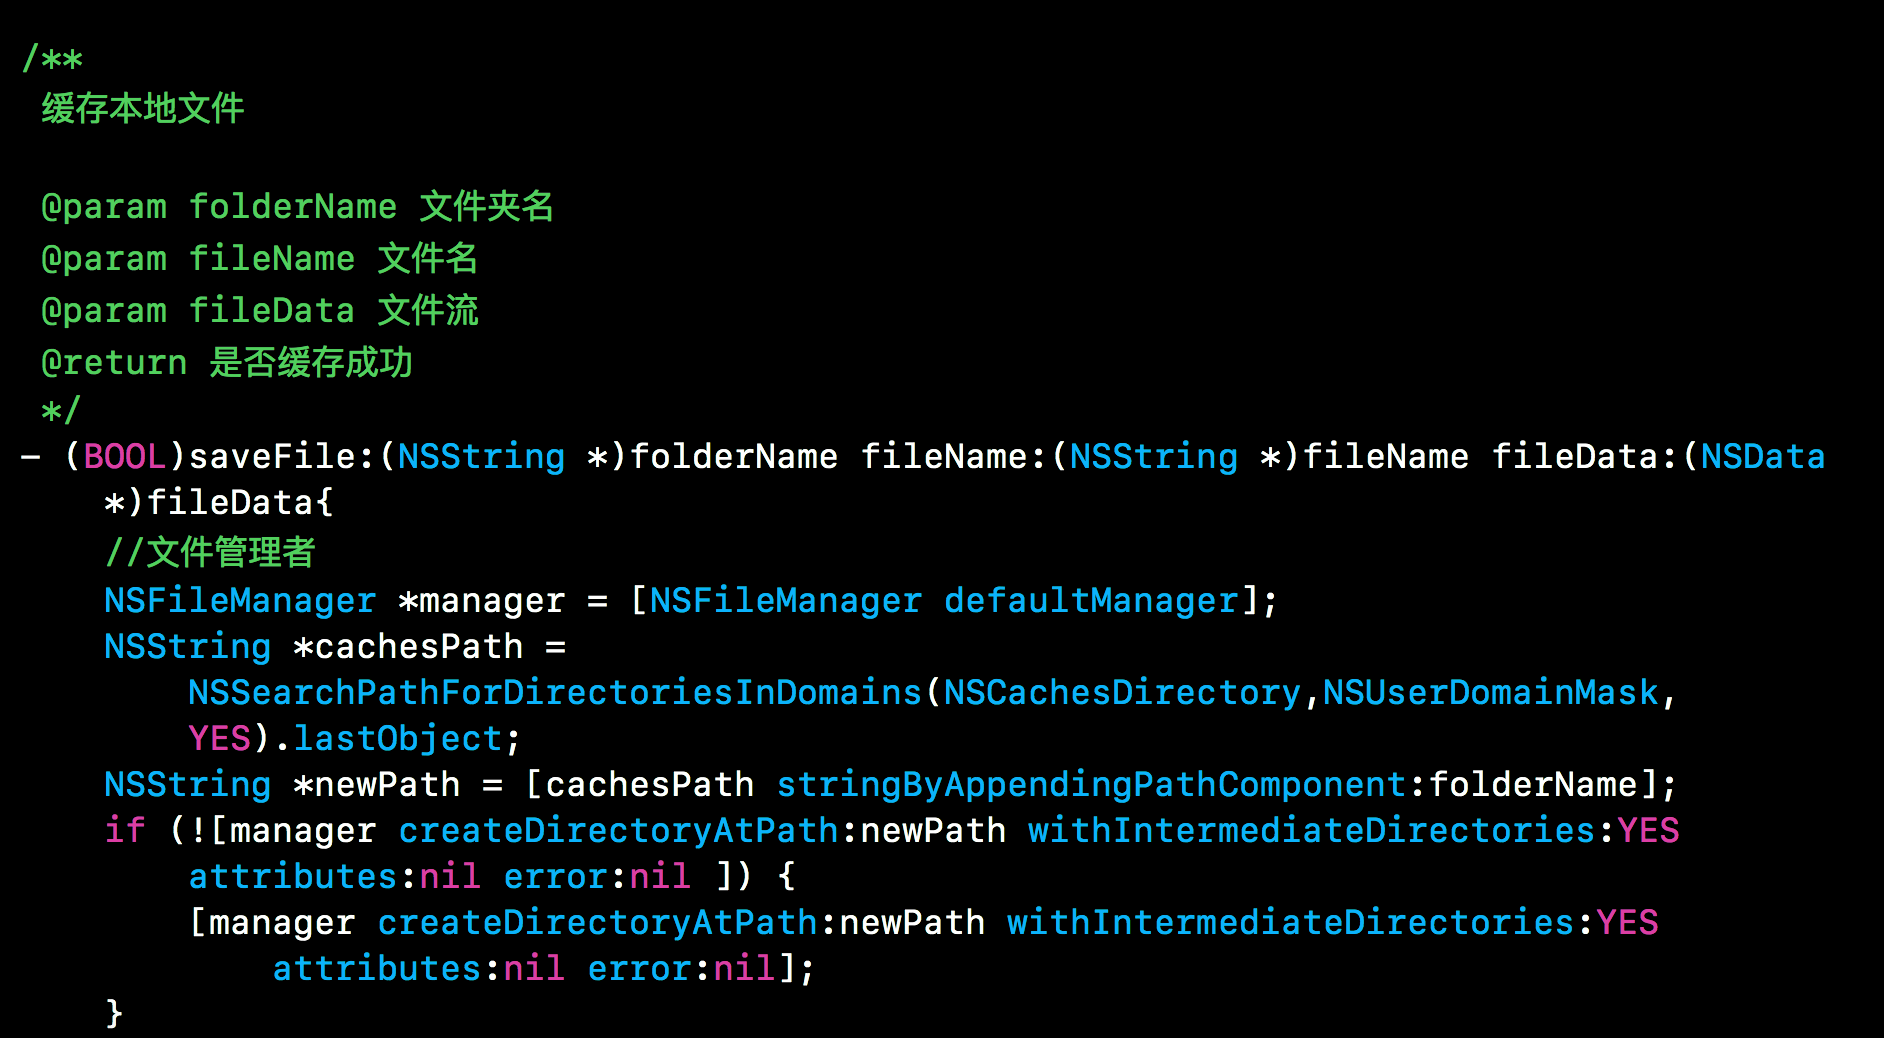 /**
缓存本地文件
@param folderName 文件夹名
@param fileName 文件名
@param fileData 文件流
@return 是否缓存成功
*/
- (BOOL)saveFile:(NSString *)folderName fileName:(NSString *)fileName fileData:(NSData
*)fileData{
//文件管理者
NSFileManager *manager = [NSFileManager defaultManager];
NSString *cachesPath =
NSSearchPathForDirectoriesInDomains(NSCachesDirectory,NSUserDomainMask,
YES).lastObject;
NSString *newPath = [cachesPath stringByAppendingPathComponent:folderName];
if (![manager createDirectoryAtPath:newPath withIntermediateDirectories:YES
attributes:nil error:nil ]) {
[manager createDirectoryAtPath:newPath withIntermediateDirectories:YES
attributes:nil error:nil];
}